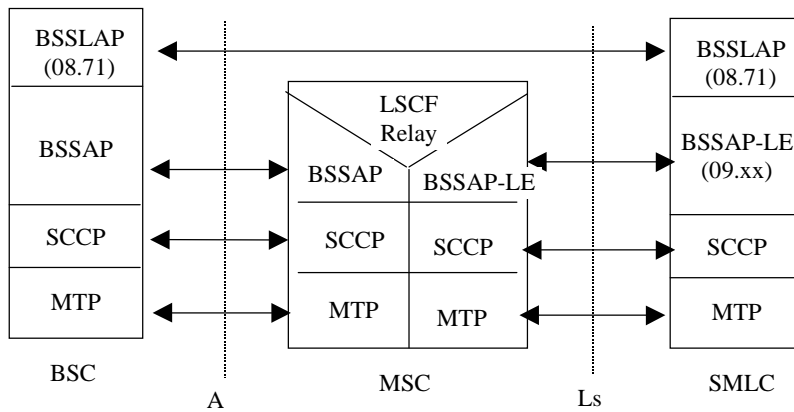 BSSLAP
(08.71)
BSSAP
SCCP
MTP
BSC
A
LSCF
Relay
BSSAP
BSSAP-LE
SCCP
SCCP
MTP
MTP
MSC
Ls
BSSLAP
(08.71)
BSSAP-LE
(09.xx)
SCCP
MTP
SMLC